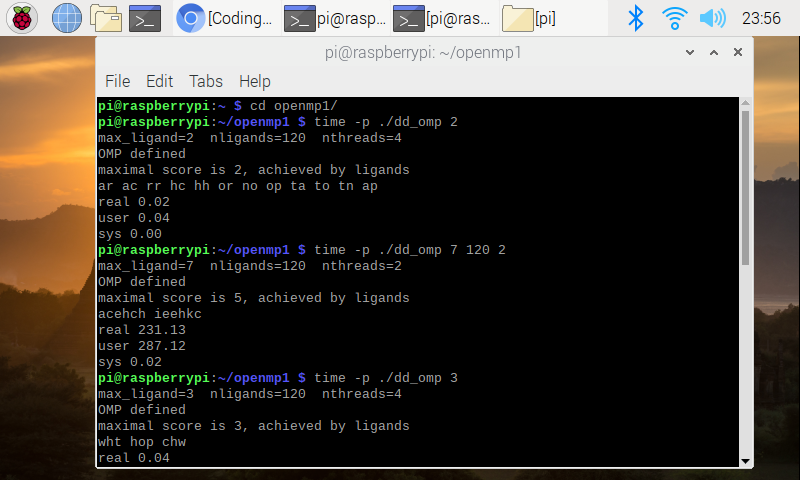 [Coding... pi@rasp... [pi@ras... [pi] 23:56
pi@raspberrypi: ~/openmp1
File Edit Tabs Help
pi@raspberrypi:~ $ cd openmp1/
pi@raspberrypi:~/openmp1 $ time -p ./dd_omp 2
max_ligand=2  nligands=120  nthreads=4
OMP defined
maximal score is 2, achieved by ligands
ar ac rr hc hh or no op ta to tn ap
real 0.02
user 0.04
sys 0.00
pi@raspberrypi:~/openmp1 $ time -p ./dd_omp 7 120 2
max_ligand=7  nligands=120  nthreads=2
OMP defined
maximal score is 5, achieved by ligands
acehch ieehkc
real 231.13
user 287.12
sys 0.02
pi@raspberrypi:~/openmp1 $ time -p ./dd_omp 3
max_ligand=3  nligands=120  nthreads=4
OMP defined
maximal score is 3, achieved by ligands
wht hop chw
real 0.04